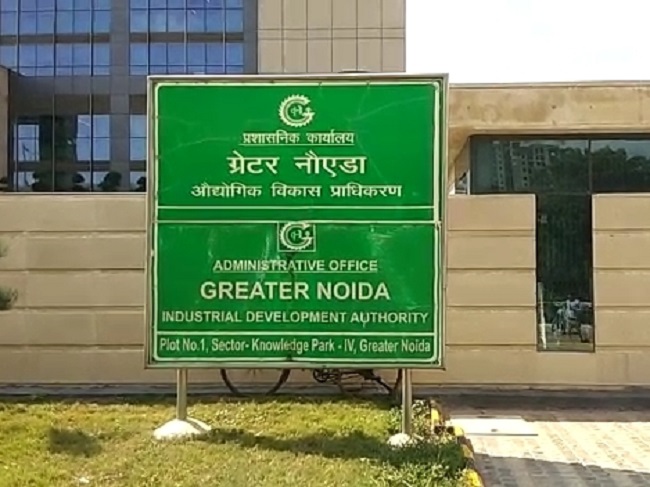 प्रशासनिक कार्यालय
ग्रेटर नौएडा
औद्योगिक विकास प्राधिकरण
ADMINISTRATIVE OFFICE
GREATER NOIDA
INDUSTRIAL DEVELOPMENT AUTHORITY
Plot No.1, Sector- Knowledge Park - IV, Greater Noida